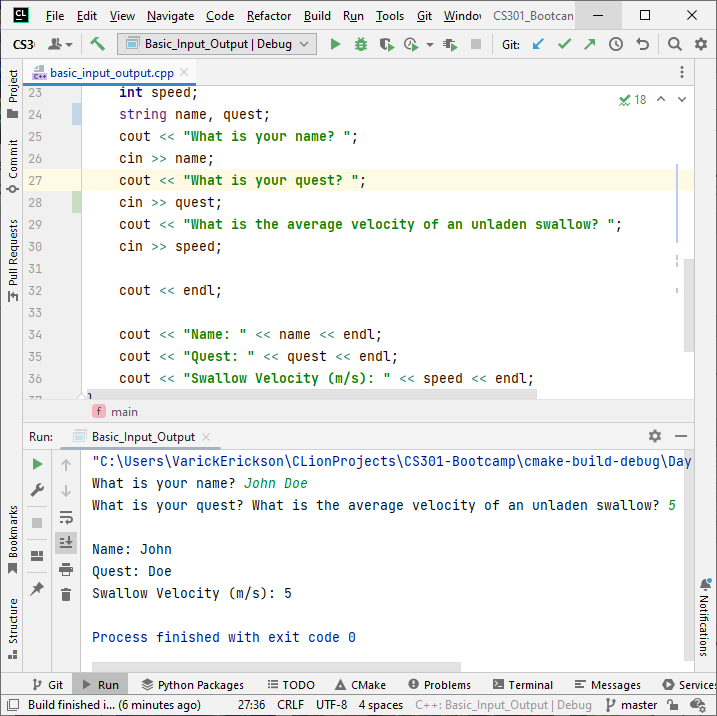 CL File Edit View Navigate Code Refactor Build Run Tools Git Window CS301_Bootcan
CS3 Basic_Input_Output | Debug Git:
basic_input_output.cpp
Project
Commit
Pull Requests
Bookmarks
Structure
18
23 int speed;
24 string name, quest;
25 cout << "What is your name? ";
26 cin >> name;
27 cout << "What is your quest? ";
28 cin >> quest;
29 cout << "What is the average velocity of an unladen swallow? ";
30 cin >> speed;
31
32 cout << endl;
33
34 cout << "Name: " << name << endl;
35 cout << "Quest: " << quest << endl;
36 cout << "Swallow Velocity (m/s): " << speed << endl;
37 }
f main
Run: Basic_Input_Output
"C:\Users\VarickErickson\CLionProjects\CS301-Bootcamp\cmake-build-debug\Day
What is your name? John Doe
What is your quest? What is the average velocity of an unladen swallow? 5
Name: John
Quest: Doe
Swallow Velocity (m/s): 5
Process finished with exit code 0
Notifications
Git Run Python Packages TODO CMake Problems Terminal Messages Services
Build finished i... (6 minutes ago) 27:36 CRLF UTF-8 4 spaces C++: Basic_Input_Output | Debug master